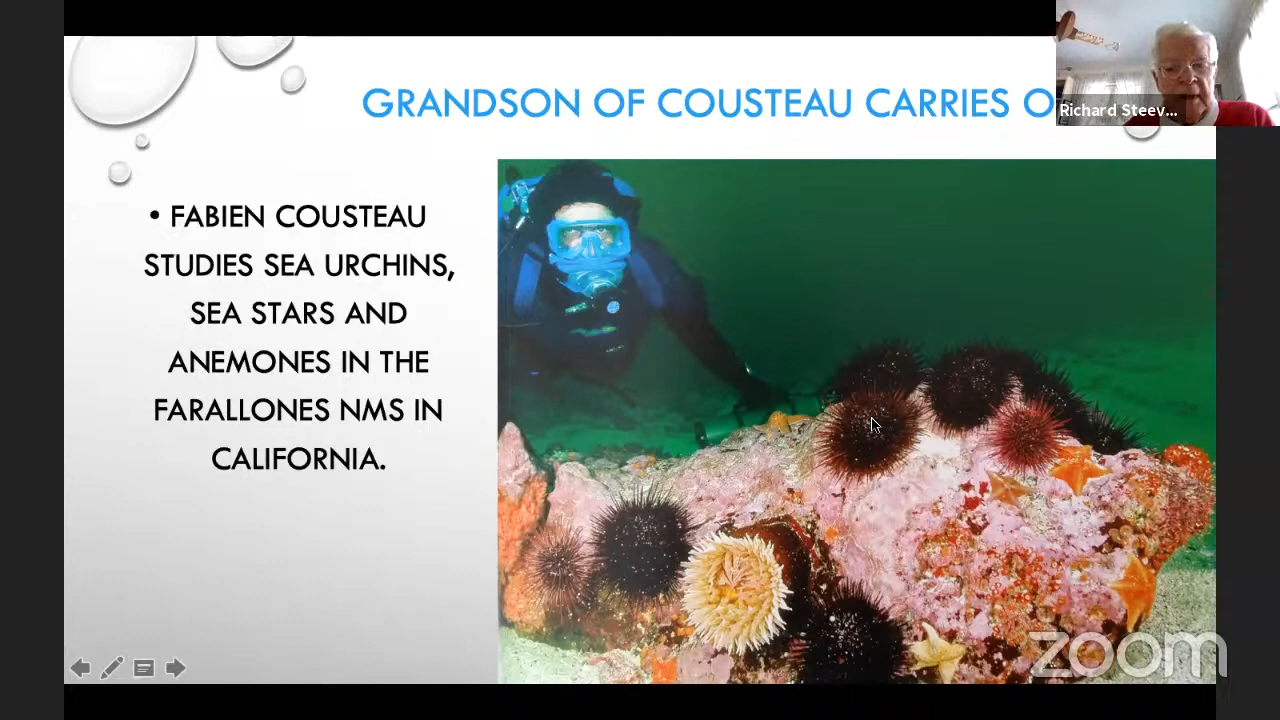 GRANDSON OF COUSTEAU CARRIES O
Richard Steev...
• FABIEN COUSTEAU
STUDIES SEA URCHINS,
SEA STARS AND
ANEMONES IN THE
FARALLONES NMS IN
CALIFORNIA.
zoom